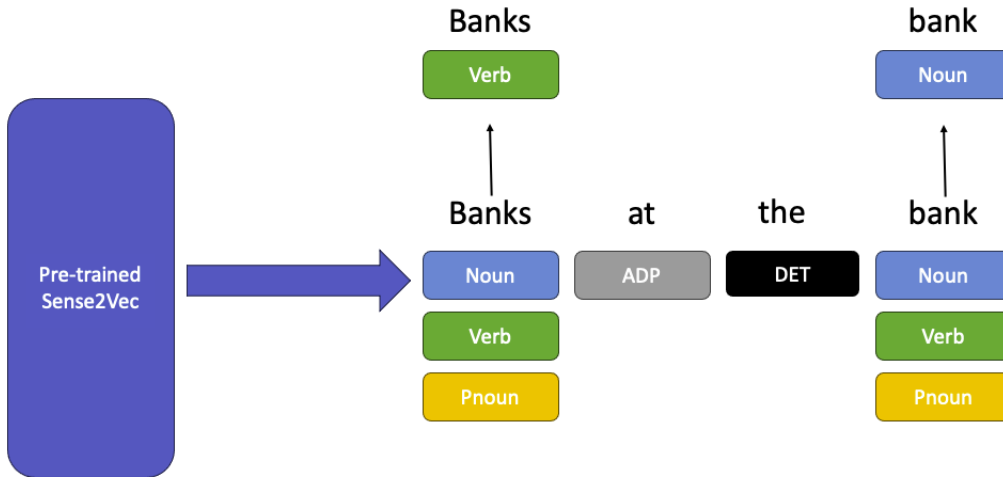 Banks bank
Verb Noun
Banks at the bank
Pre-trained
Sense2Vec
Noun ADP DET Noun
Verb Verb
Pnoun Pnoun